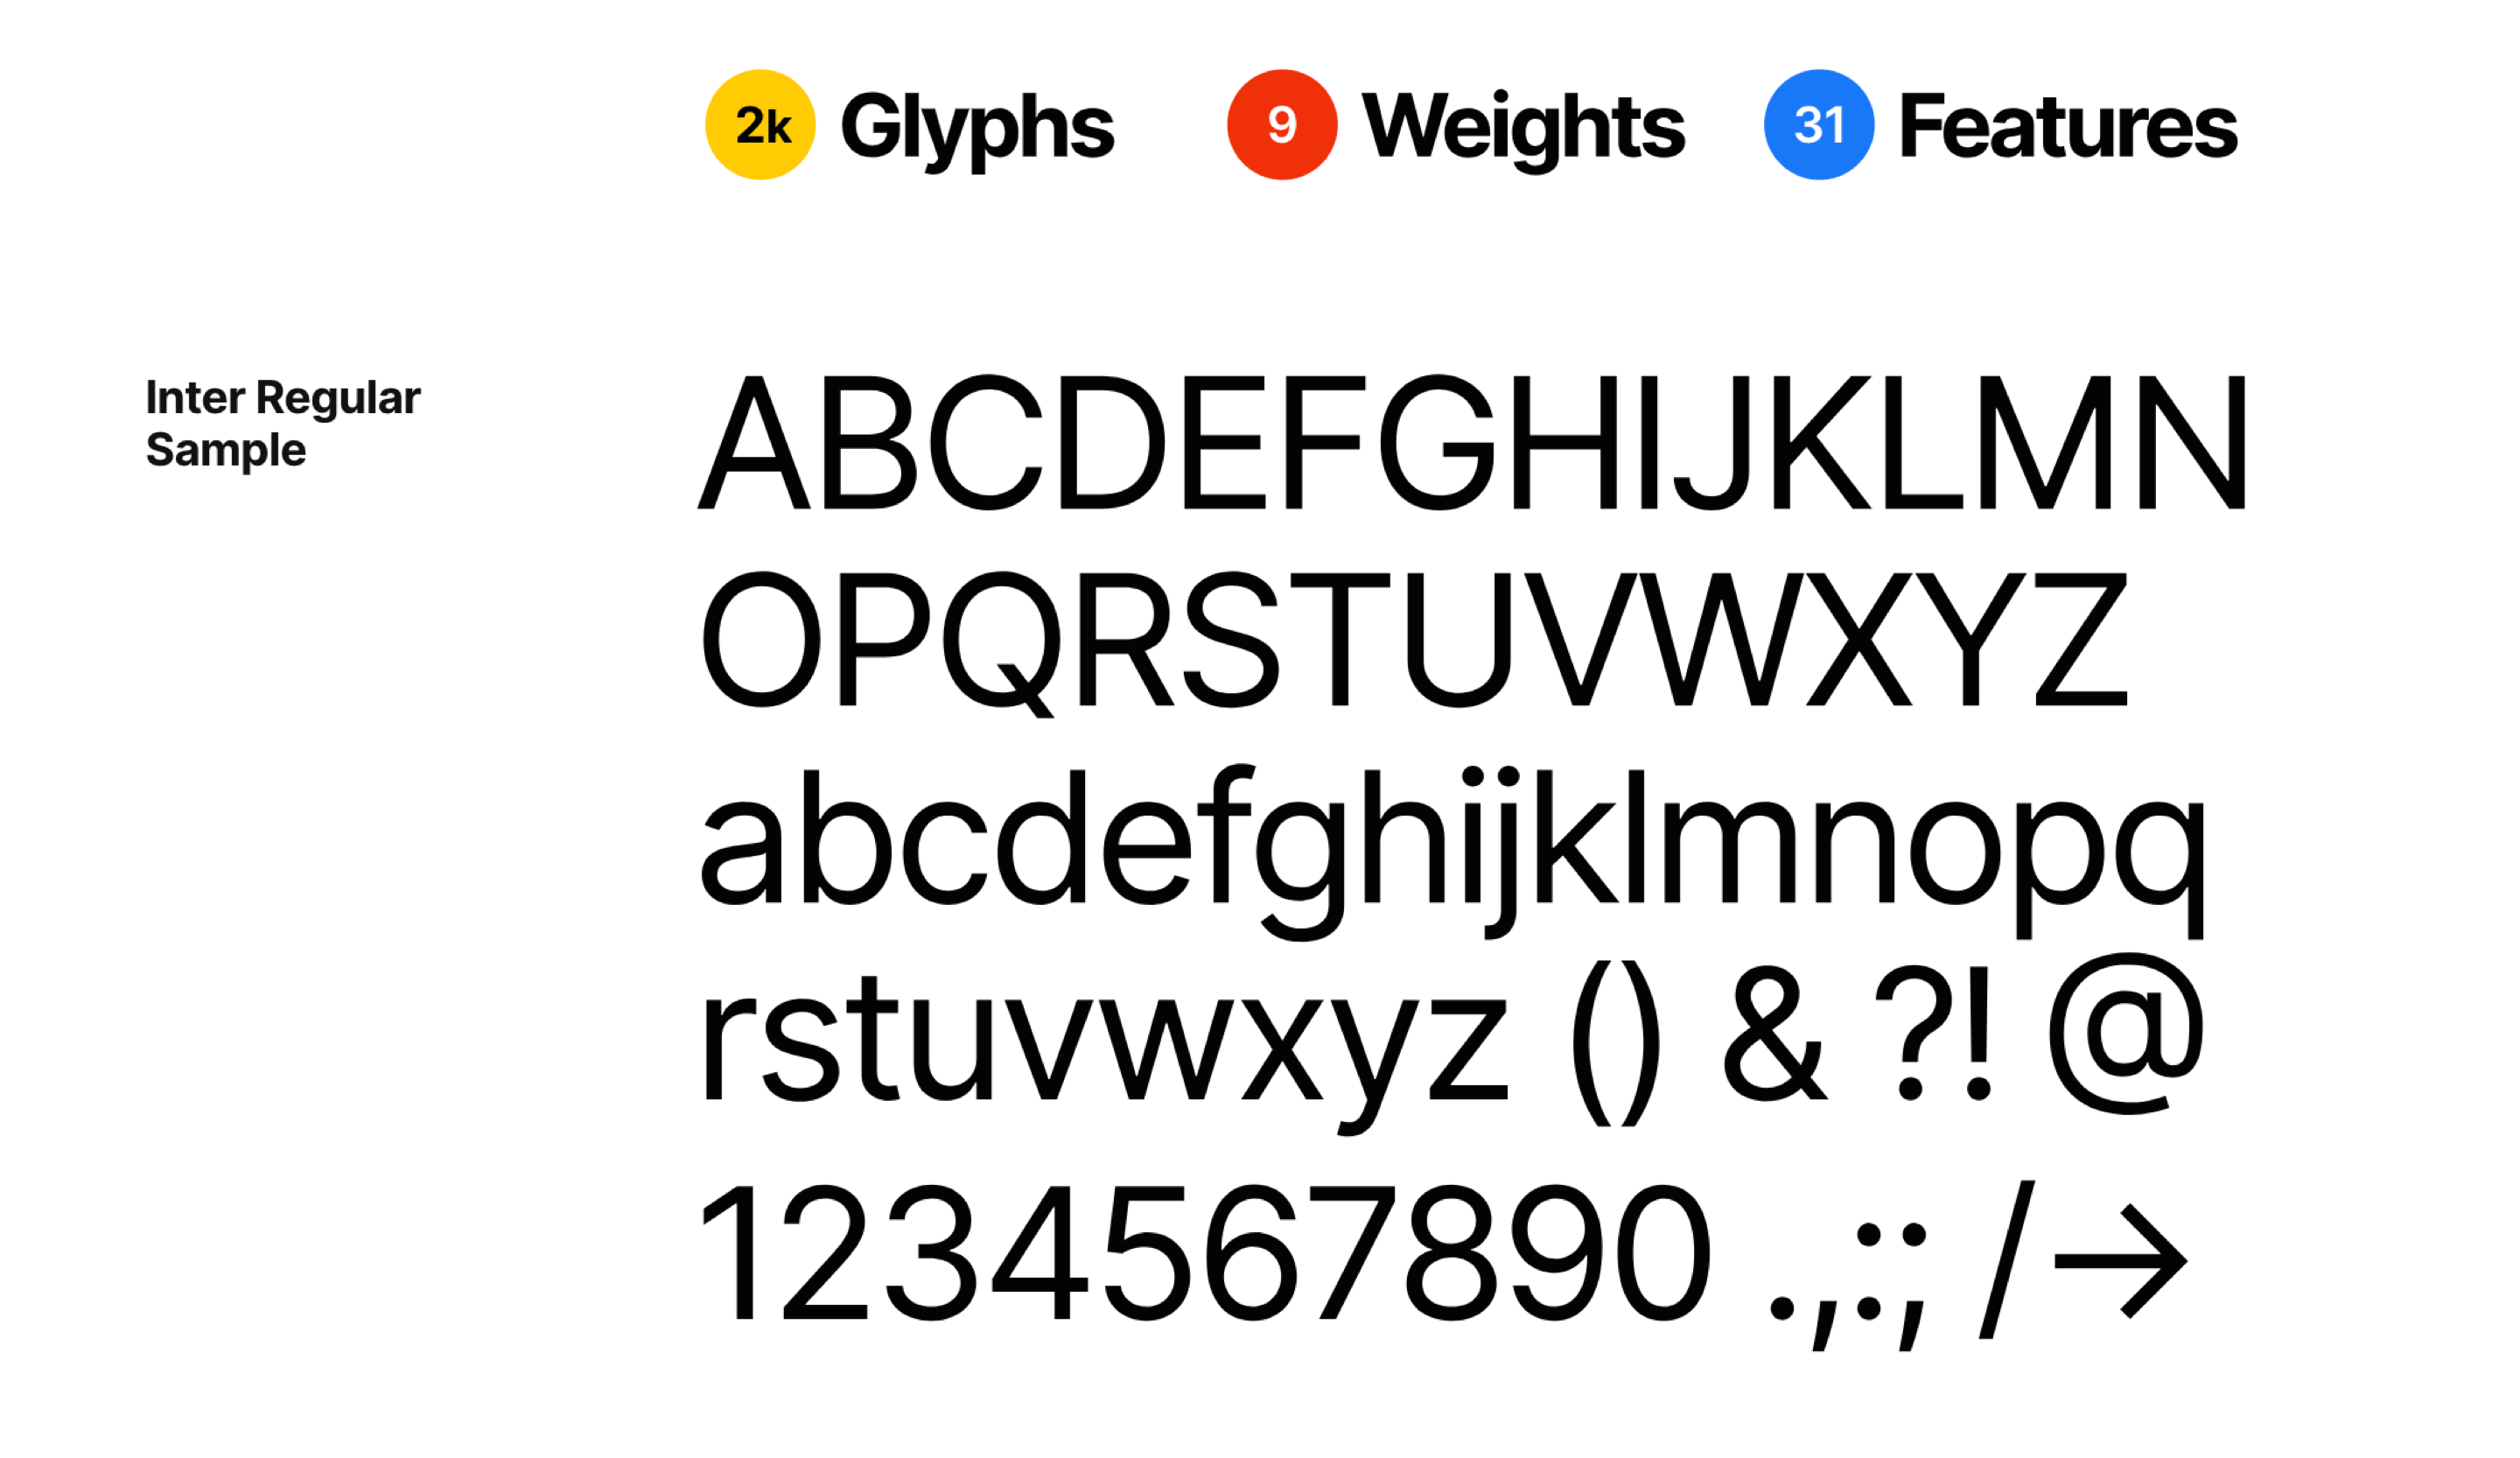 2k Glyphs 9 Weights 31 Features
Inter Regular
Sample
ABCDEFGHIJKLMN
OPQRSTUVWXYZ
abcdefghijklmnopq
rstuvwxyz () & ?! @
1234567890 .,:; /→